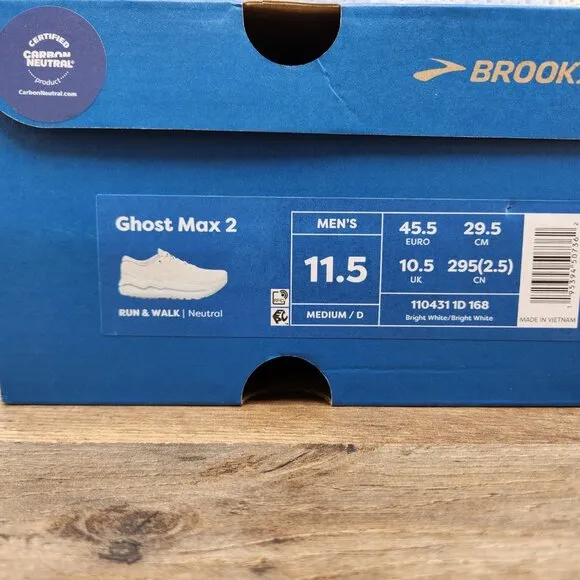 CERTIFIED
CARBON
NEUTRAL®
product
CarbonNeutral.com
BROOKS
Ghost Max 2
RUN & WALK | Neutral
MEN'S
11.5
MEDIUM / D
45.5 29.5
EURO CM
10.5 295(2.5)
UK CN
110431 1D 168
Bright White/Bright White
MADE IN VIETNAM